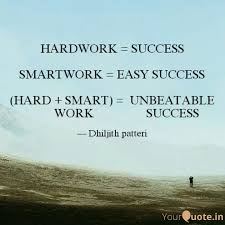 HARDWORK = SUCCESS
SMARTWORK = EASY SUCCESS
(HARD + SMART) = UNBEATABLE
WORK SUCCESS
— Dhiljith patteri
YourQuote.in